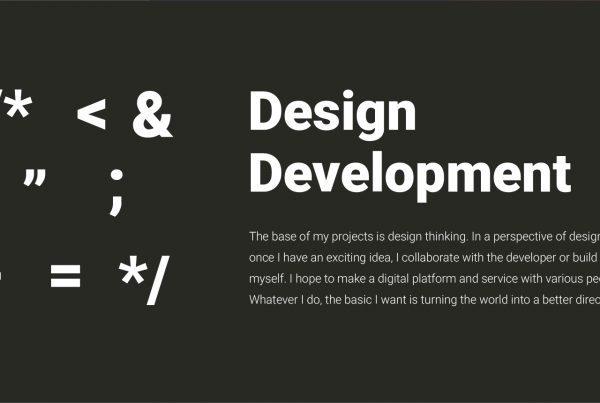 /* < &
” ;
= */
Design
Development
The base of my projects is design thinking. In a perspective of design
once I have an exciting idea, I collaborate with the developer or build
myself. I hope to make a digital platform and service with various
Whatever I do, the basic I want is turning the world into a better